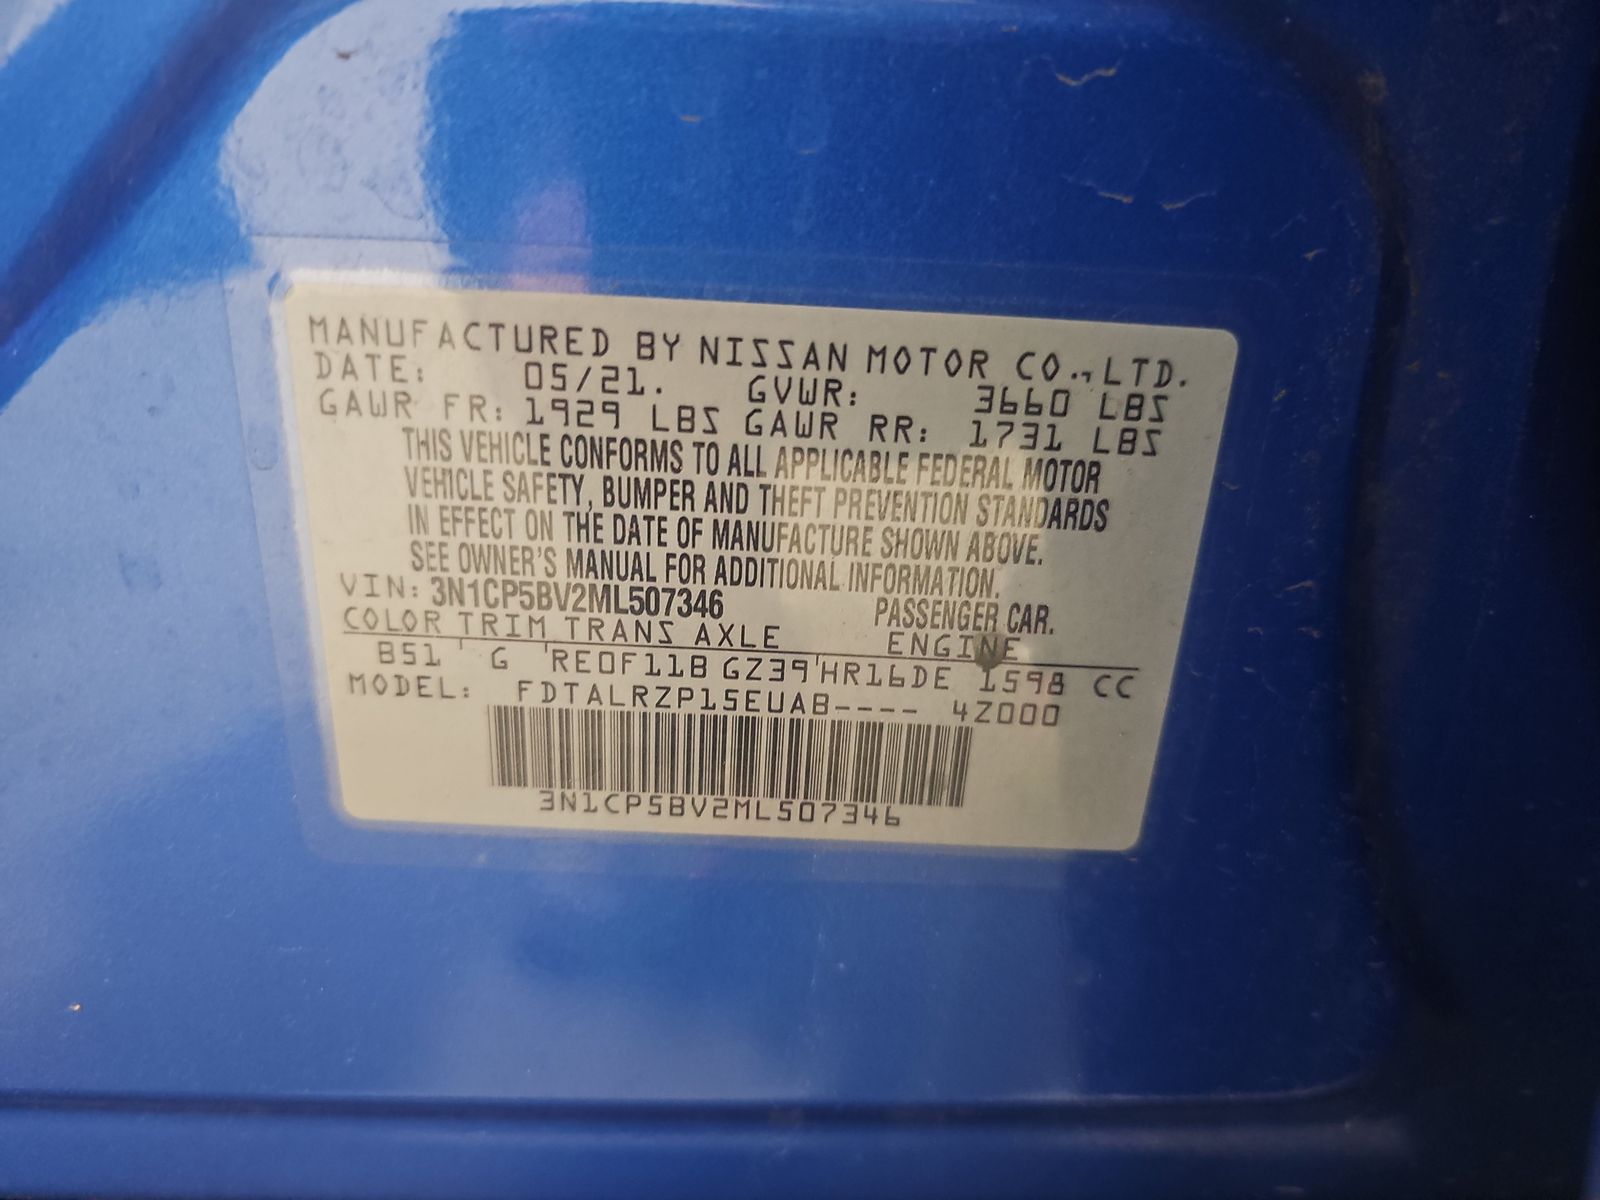 MANUFACTURED BY NISSAN MOTOR CO., LTD.
DATE: 05/21. GVWR: 3660 LBS
GAWR FR: 1929 LBS GAWR RR: 1731 LBS
THIS VEHICLE CONFORMS TO ALL APPLICABLE FEDERAL MOTOR
VEHICLE SAFETY, BUMPER AND THEFT PREVENTION STANDARDS
IN EFFECT ON THE DATE OF MANUFACTURE SHOWN ABOVE.
SEE OWNER'S MANUAL FOR ADDITIONAL INFORMATION.
VIN: 3N1CP5BV2ML507346 PASSENGER CAR.
COLOR TRIM TRANS AXLE ENGINE
B51 G RE0F11B GZ39 HR16DE 1598 CC
MODEL: FDTALRZP15EUAB---- 4Z000
3N1CP5BV2ML507346